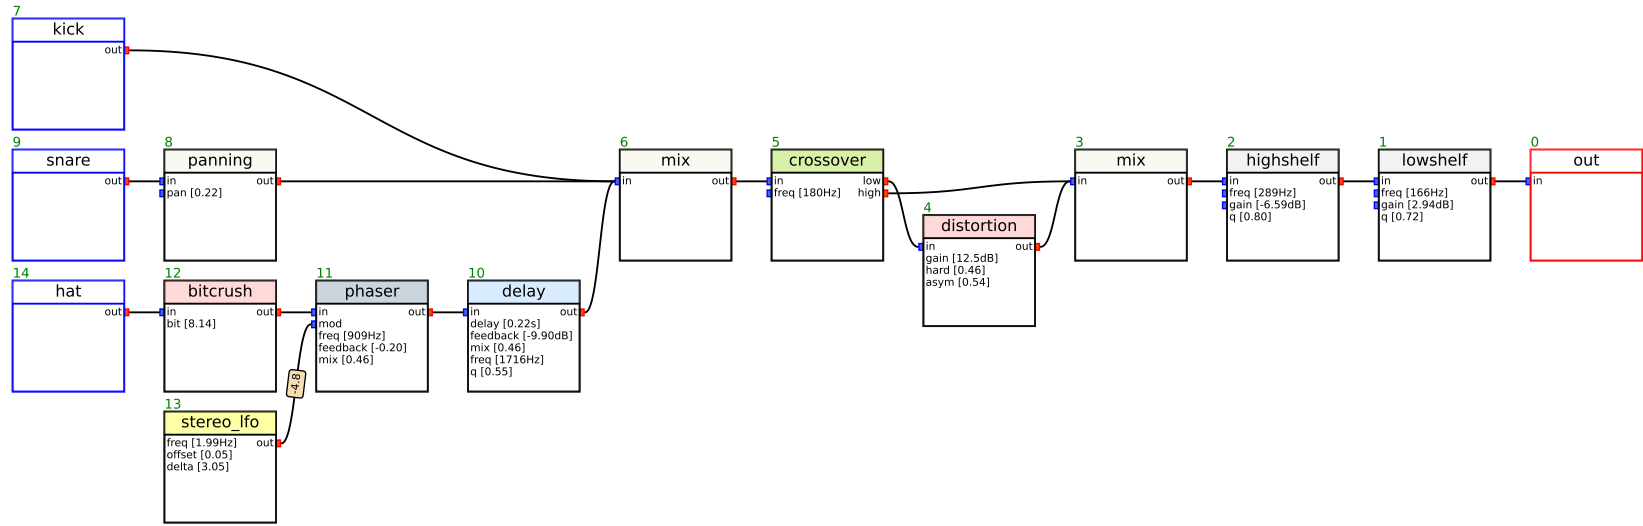 7
kick
out
9
snare
out
8
panning
in
out
pan [0.22]
14
hat
out
12
bitcrush
in
out
bit [8.14]
13
stereo_lfo
freq [1.99Hz]
out
offset [0.05]
delta [3.05]
-4.8
11
phaser
in
out
mod
freq [909Hz]
feedback [-0.20]
mix [0.46]
10
delay
in
out
delay [0.22s]
feedback [-9.90dB]
mix [0.46]
freq [1716Hz]
q [0.55]
6
mix
in
out
5
crossover
in
low
freq [180Hz]
high
4
distortion
in
out
gain [12.5dB]
hard [0.46]
asym [0.54]
3
mix
in
out
2
highshelf
in
out
freq [289Hz]
gain [-6.59dB]
q [0.80]
1
lowshelf
in
out
freq [166Hz]
gain [2.94dB]
q [0.72]
0
out
in